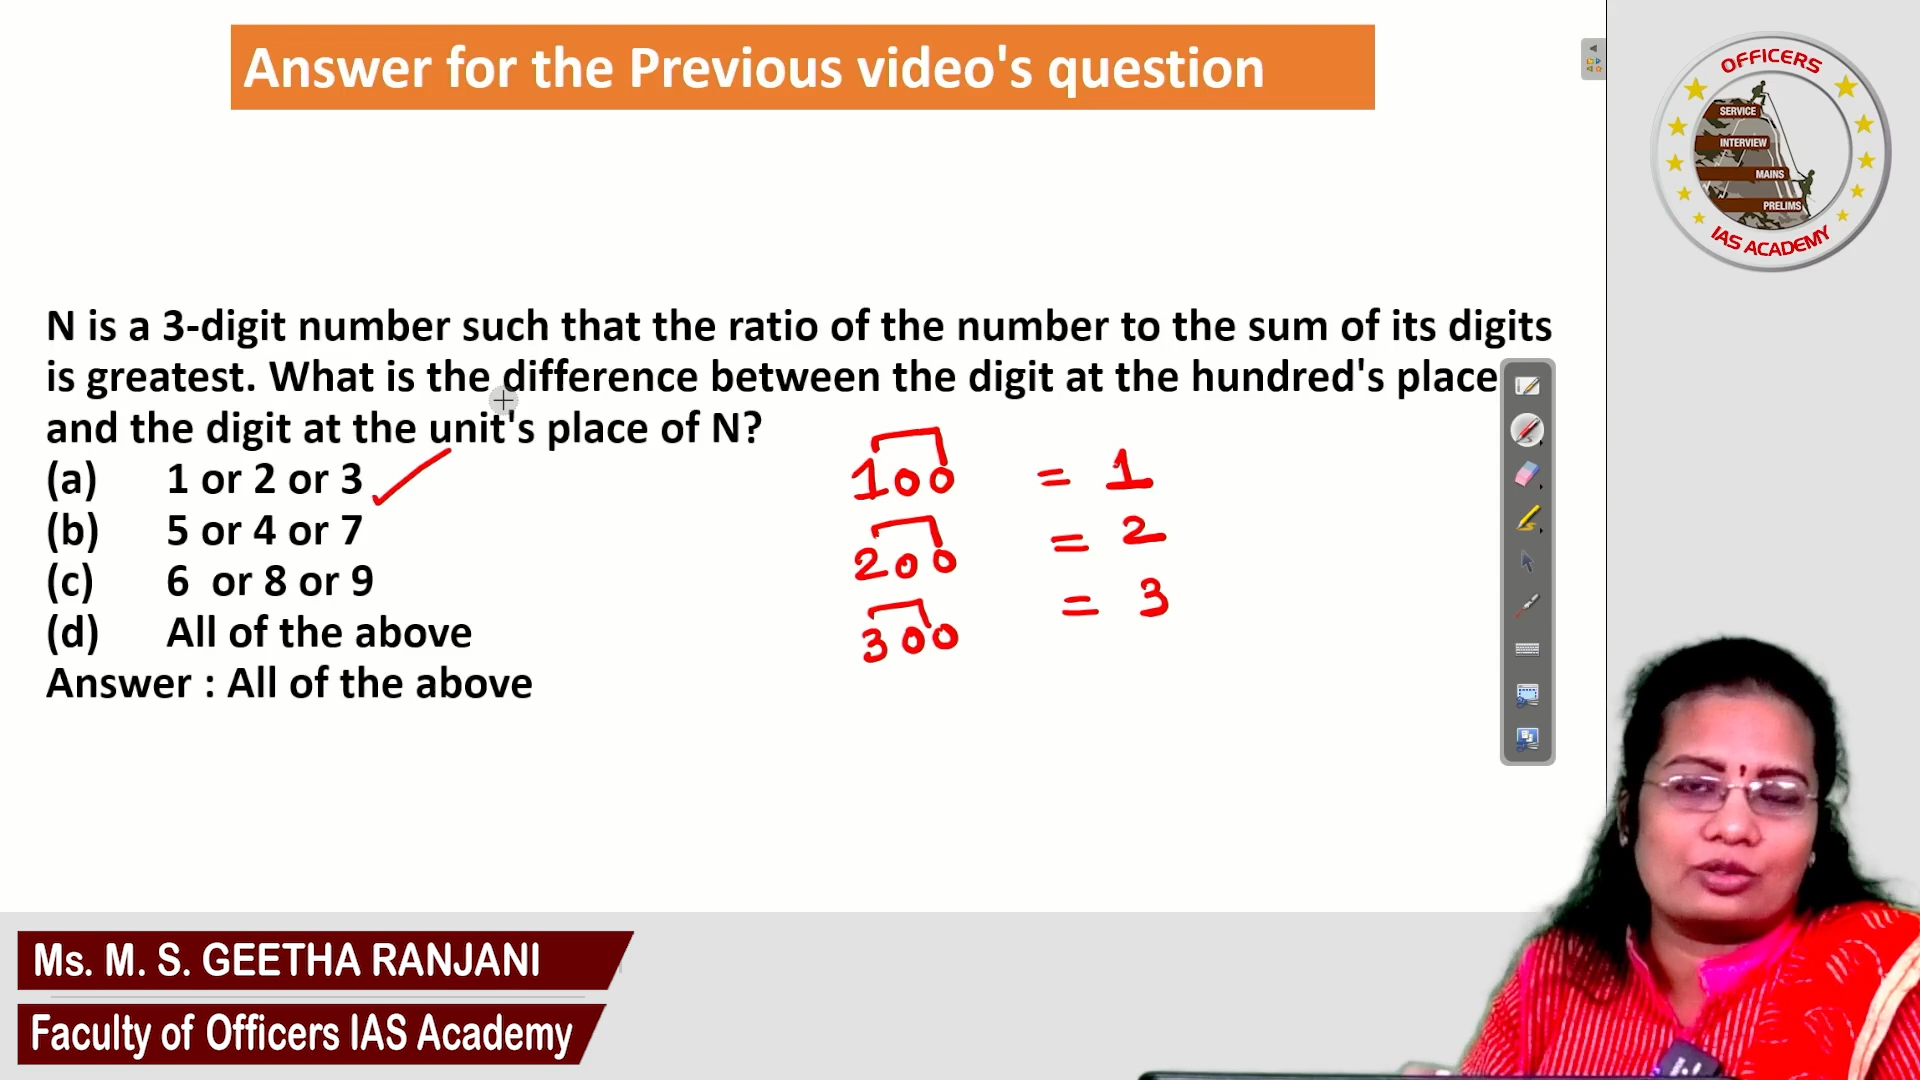 Answer for the Previous video's question
OFFICERS
SERVICE
INTERVIEW
MAINS
PRELIMS
IAS ACADEMY
N is a 3-digit number such that the ratio of the number to the sum of its digits
is greatest. What is the difference between the digit at the hundred's place
and the digit at the unit's place of N?
(a) 1 or 2 or 3
(b) 5 or 4 or 7
(c) 6 or 8 or 9
(d) All of the above
Answer : All of the above
100 = 1
200 = 2
300 = 3
Ms. M. S. GEETHA RANJANI
Faculty of Officers IAS Academy